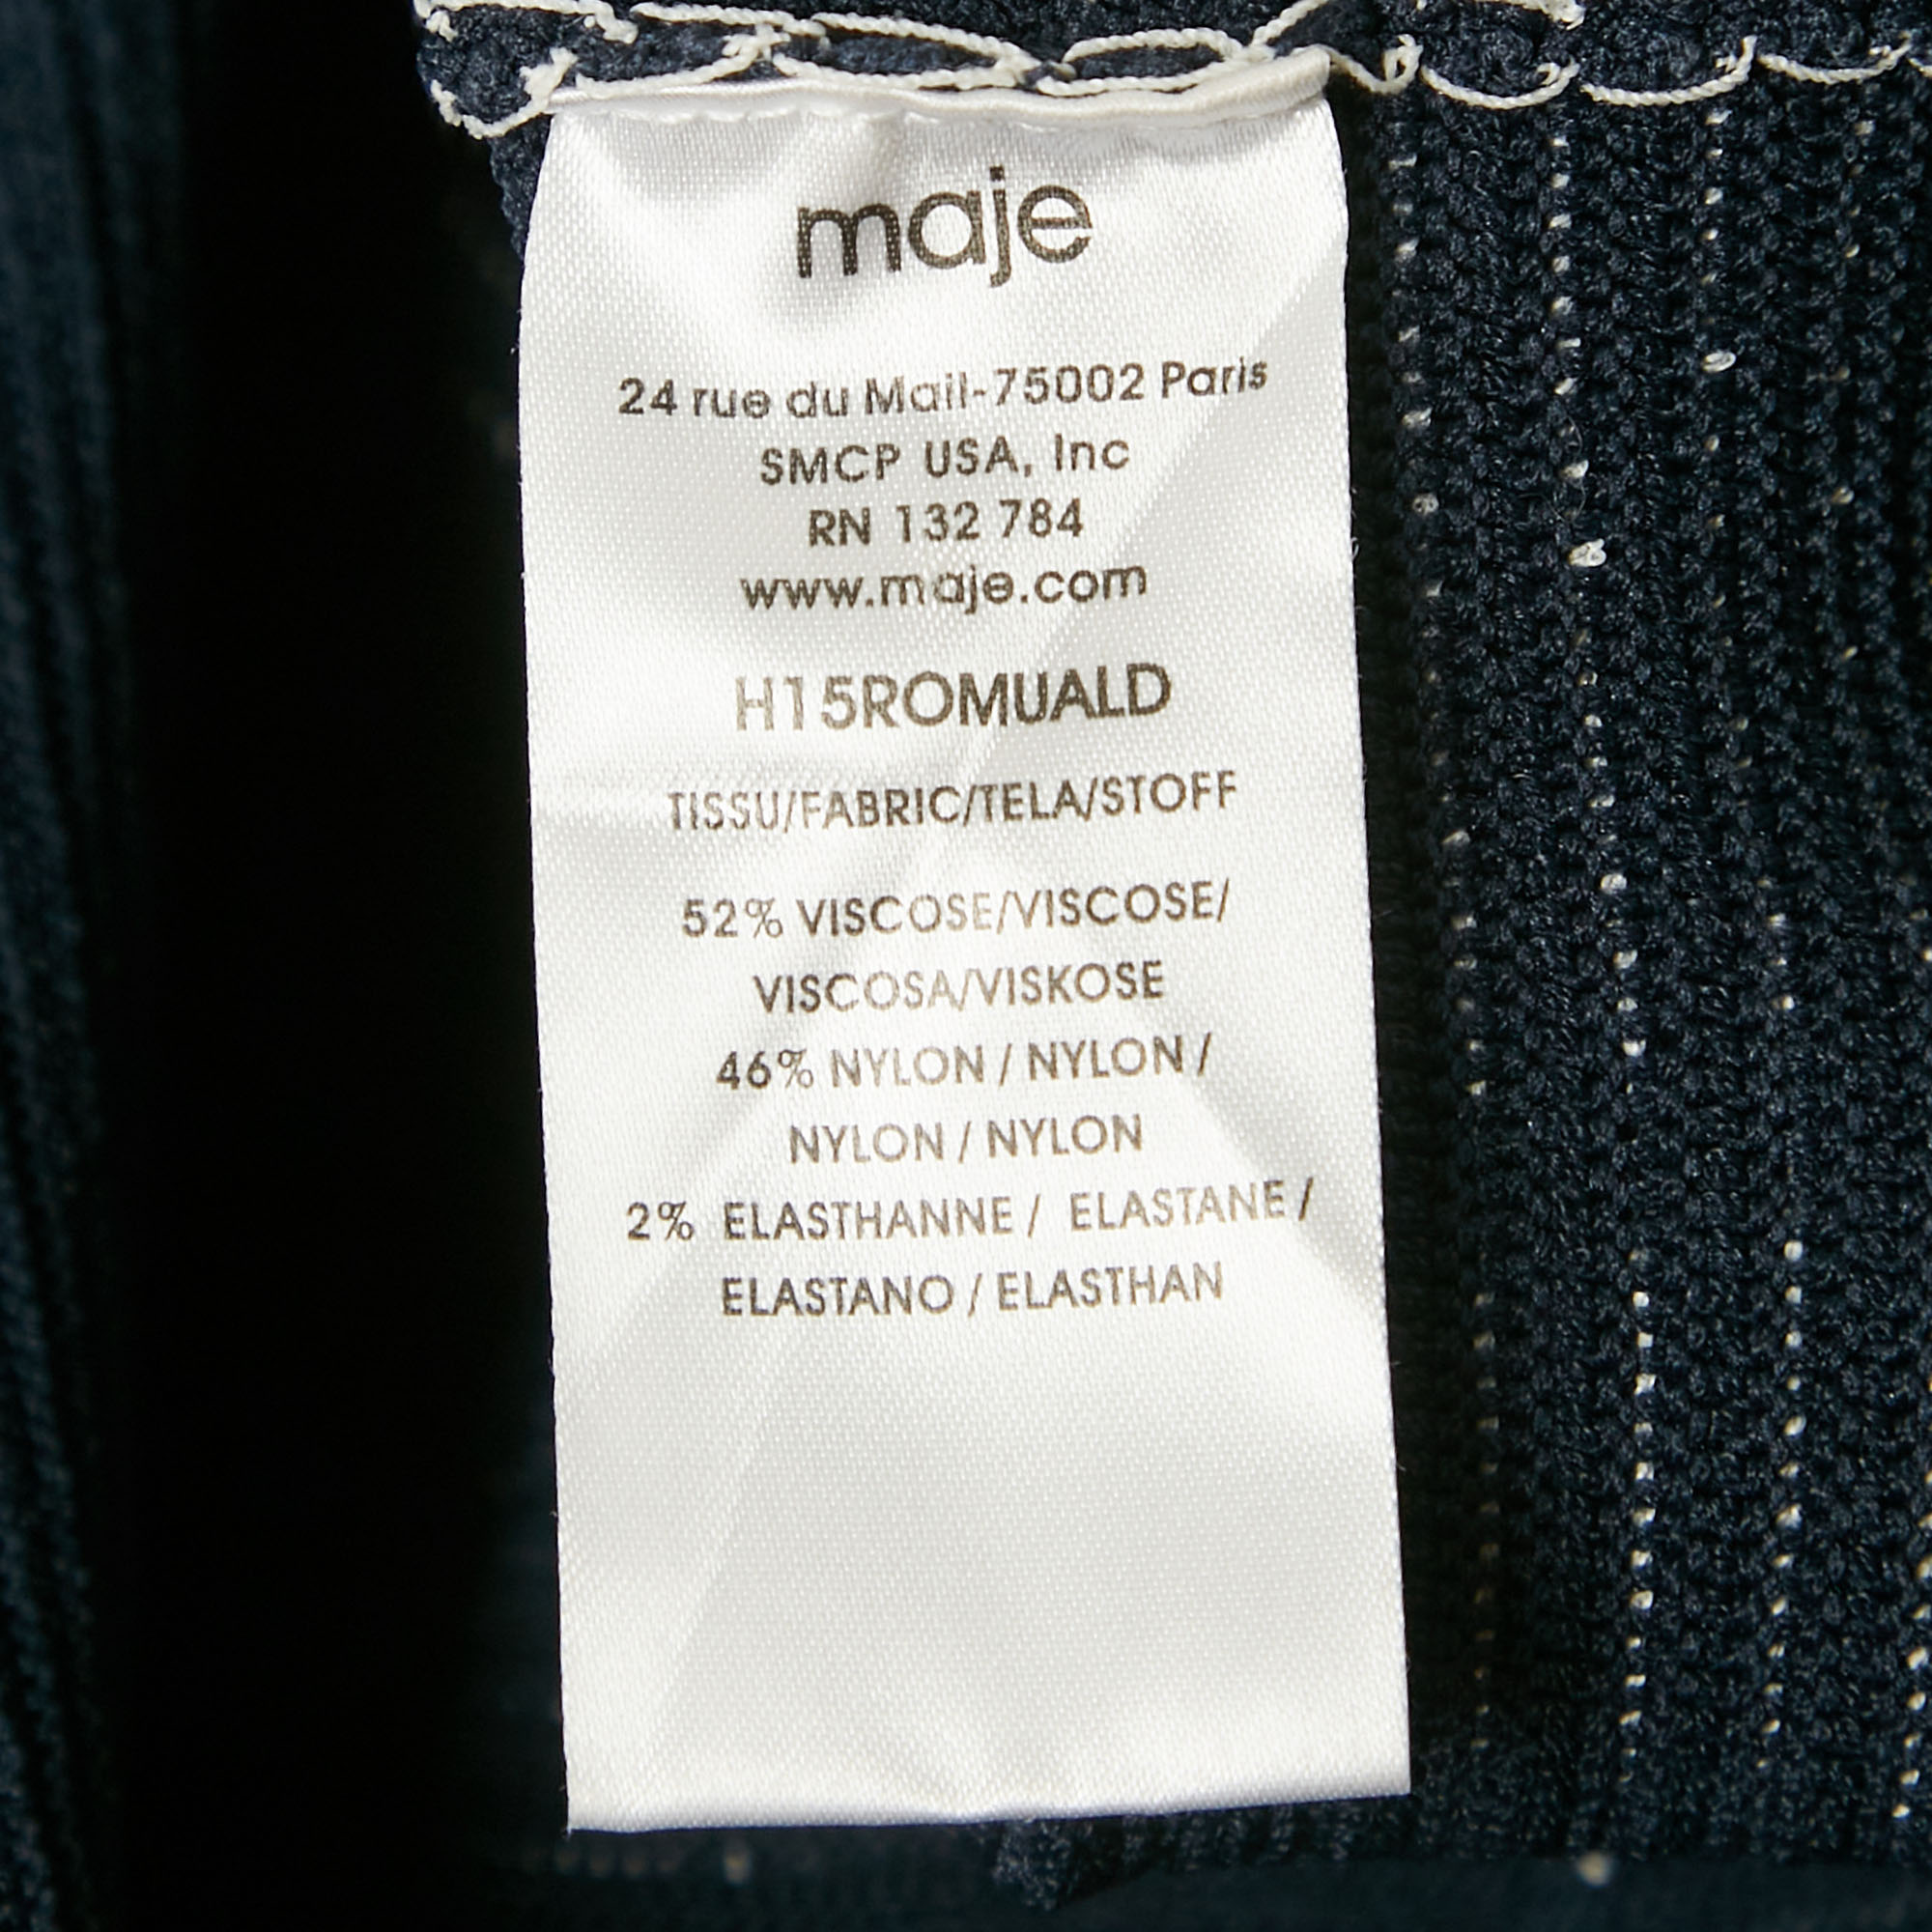 maje
24 rue du Mail-75002 Paris
SMCP USA, Inc
RN 132 784
www.maje.com
H15ROMUALD
TISSU/FABRIC/TELA/STOFF
52% VISCOSE/VISCOSE/
VISCOSA/VISKOSE
46% NYLON / NYLON /
NYLON / NYLON
2% ELASTHANNE / ELASTANE /
ELASTANO / ELASTHAN